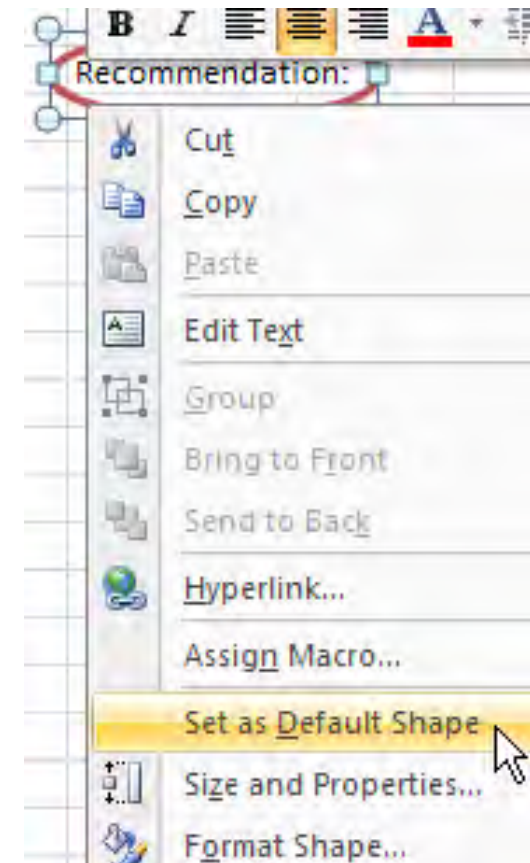 B I A
Recommendation:
Cut
Copy
Paste
Edit Text
Group
Bring to Front
Send to Back
Hyperlink...
Assign Macro...
Set as Default Shape
Size and Properties...
Format Shape...